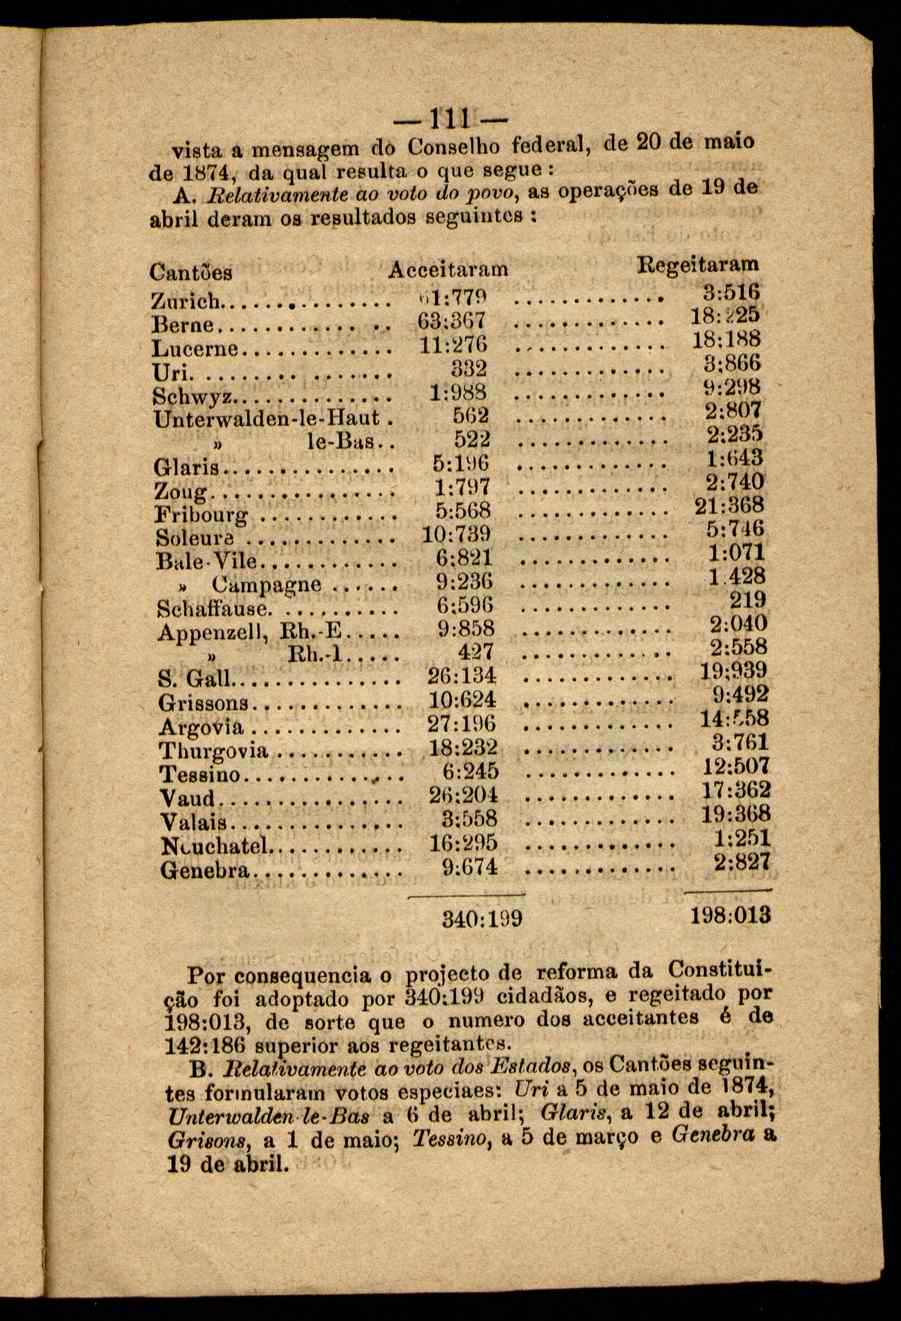 — 111 —
vista a mensagem do Conselho federal, de 20 de maio
de 1874, da qual resulta o que segue :
A. Relativamente ao voto do povo, as operações de 19 de
abril deram os resultados seguintes :
Cantões Acceitaram Regeitaram
Zurich................ 61:779 ............. 3:516
Berne............... 63:367 ............. 18:225
Lucerne............. 11:276 ............. 18:188
Uri................. 332 ............. 3:866
Schwyz.............. 1:988 ............. 9:298
Unterwalden-le-Haut . 562 ............. 2:807
» le-Bas.. 522 ............. 2:235
Glaris............... 5:196 ............. 1:643
Zoug................ 1:797 ............. 2:740
Fribourg ............ 5:568 ............. 21:368
Soleure ............. 10:739 ............. 5:746
Bale-Vile............ 6:821 ............. 1:071
» Campagne ...... 9:236 ............. 1.428
Schaffause. .......... 6:596 ............. 219
Appenzell, Rh.-E..... 9:858 ............. 2:040
» Rh.-I..... 427 ............. 2:558
S. Gall............... 26:134 ............. 19:939
Grissons............. 10:624 ............. 9:492
Argovia ............. 27:196 ............. 14:558
Thurgovia ........... 18:232 ............. 3:761
Tessino.............. 6:245 ............. 12:507
Vaud................ 26:204 ............. 17:362
Valais............... 3:558 ............. 19:368
Neuchatel............ 16:295 ............. 1:251
Genebra............. 9:674 ............. 2:827
340:199 198:013
Por consequencia o projecto de reforma da Constitui-
ção foi adoptado por 340:199 cidadãos, e regeitado por
198:013, de sorte que o numero dos acceitantes é de
142:186 superior aos regeitantes.
B. Relativamente ao voto dos Estados, os Cantões seguin-
tes formularam votos especiaes: Uri a 5 de maio de 1874,
Unterwalden-le-Bas a 6 de abril; Glaris, a 12 de abril;
Grisons, a 1 de maio; Tessino, a 5 de março e Genebra a
19 de abril.